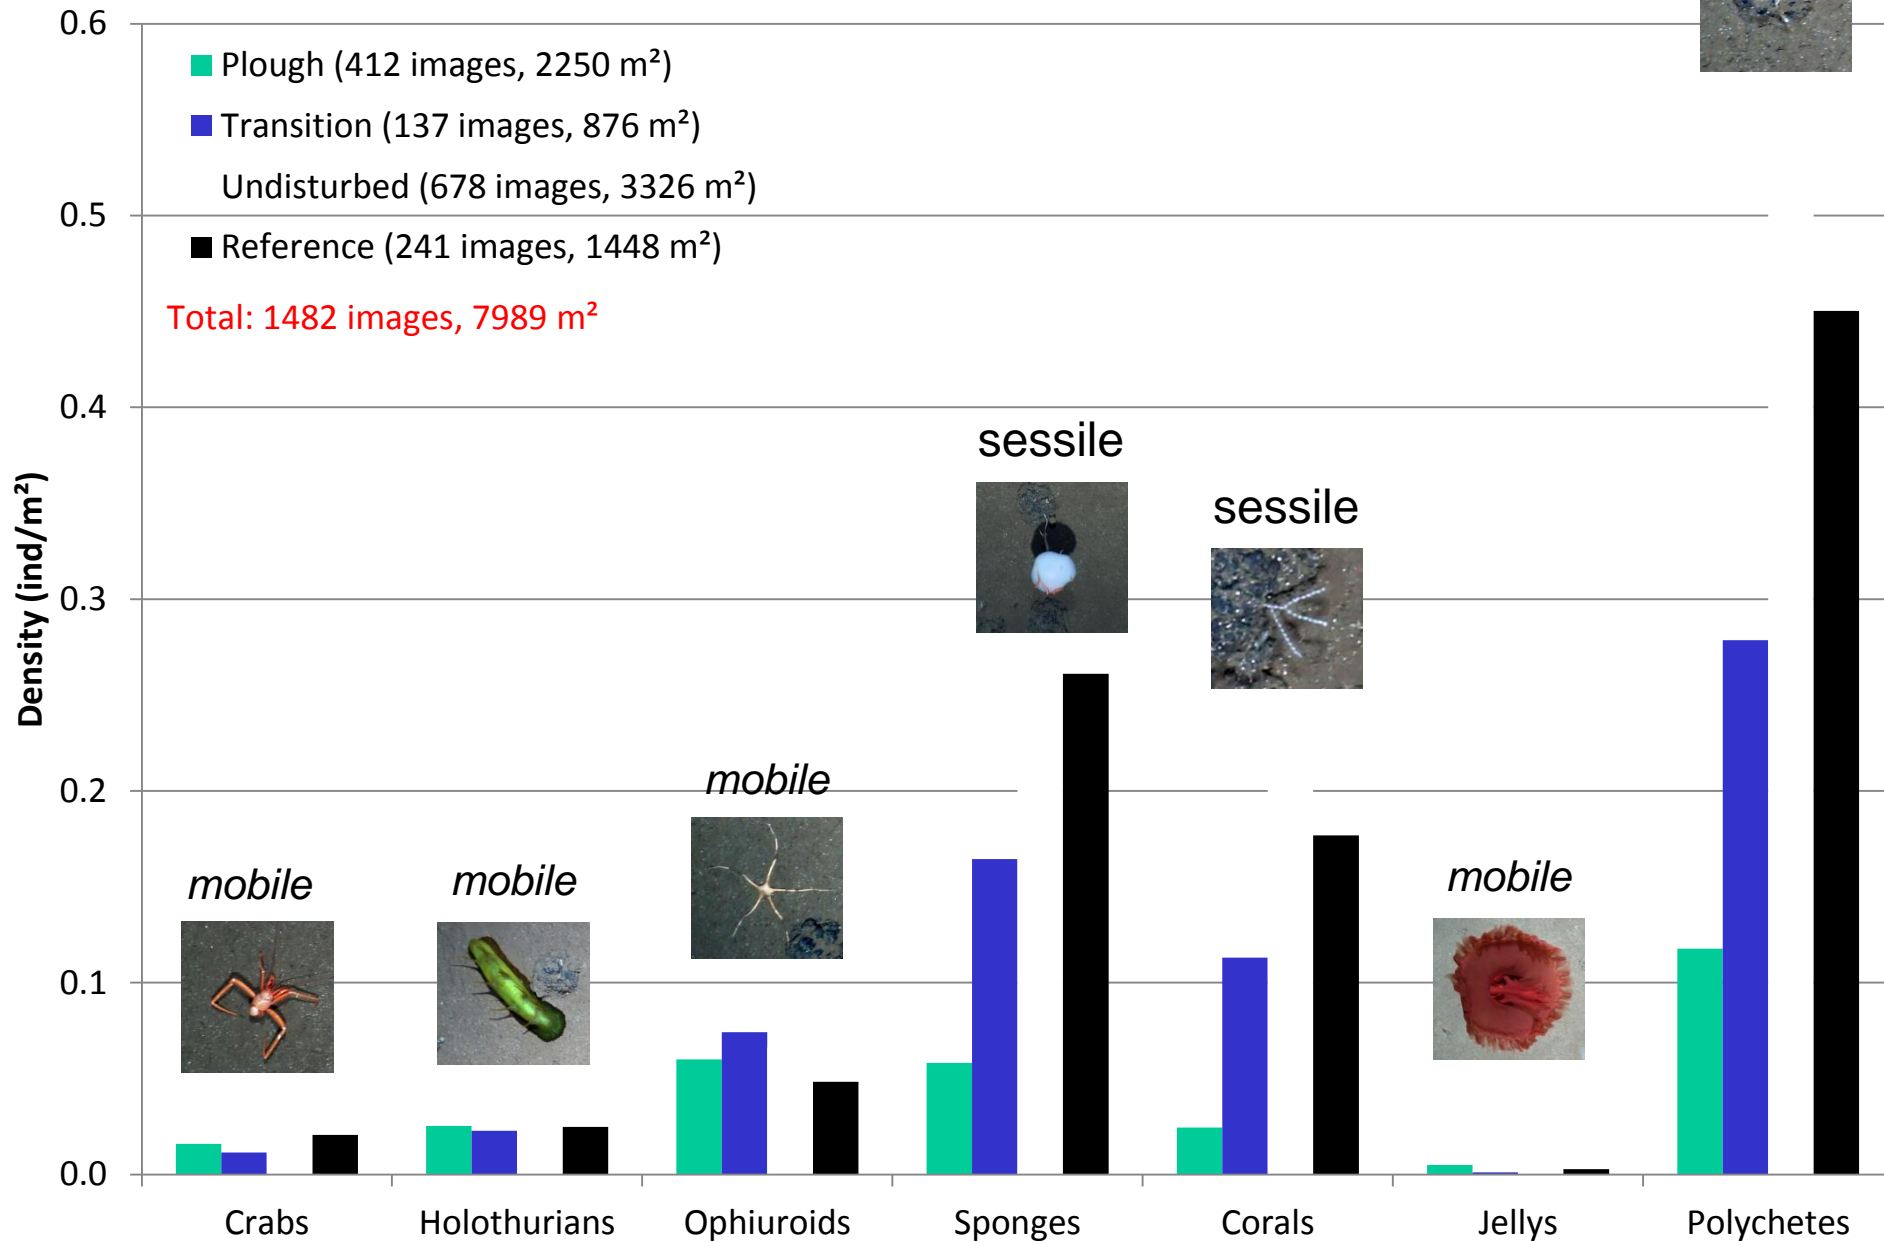 0.6
Plough (412 images, 2250 m²)
Transition (137 images, 876 m²)
Undisturbed (678 images, 3326 m²)
0.5
Reference (241 images, 1448 m²)
Total: 1482 images, 7989 m²
0.4
sessile
sessile
Density (ind/m²)
0.3
0.2
mobile
mobile
mobile
mobile
0.1
0.0
Crabs
Holothurians
Ophiuroids
Sponges
Corals
Jellys
Polychetes